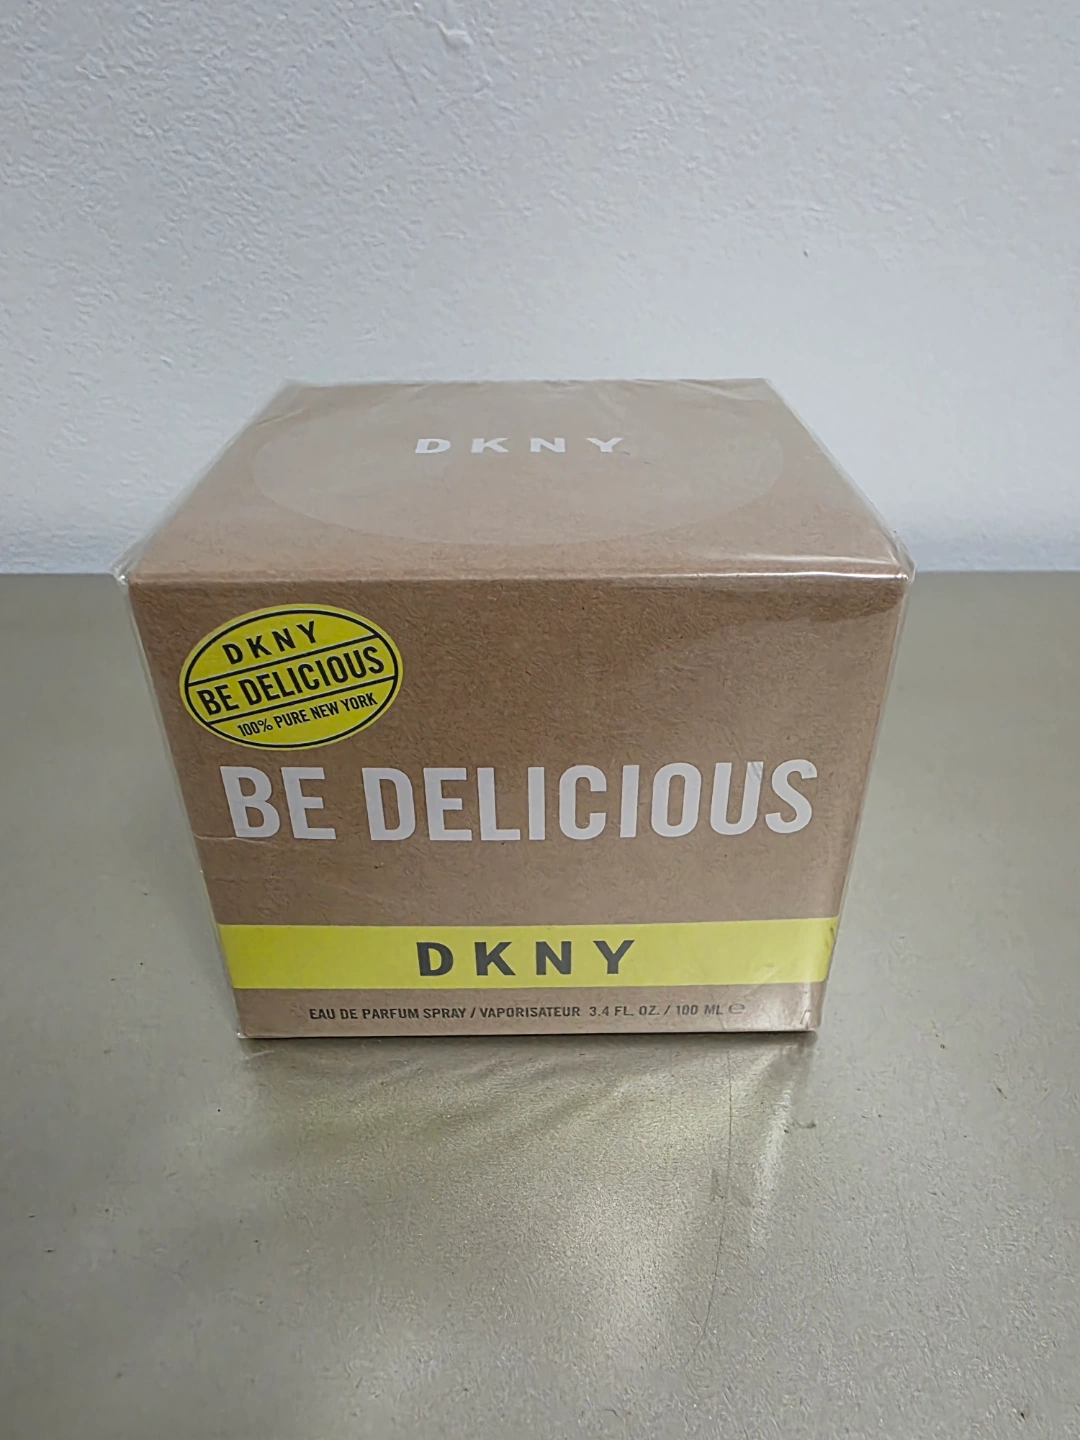 DKNY
DKNY
BE DELICIOUS
100% PURE NEW YORK
BE DELICIOUS
DKNY
EAU DE PARFUM SPRAY / VAPORISATEUR 3.4 FL. OZ. / 100 ML ℮